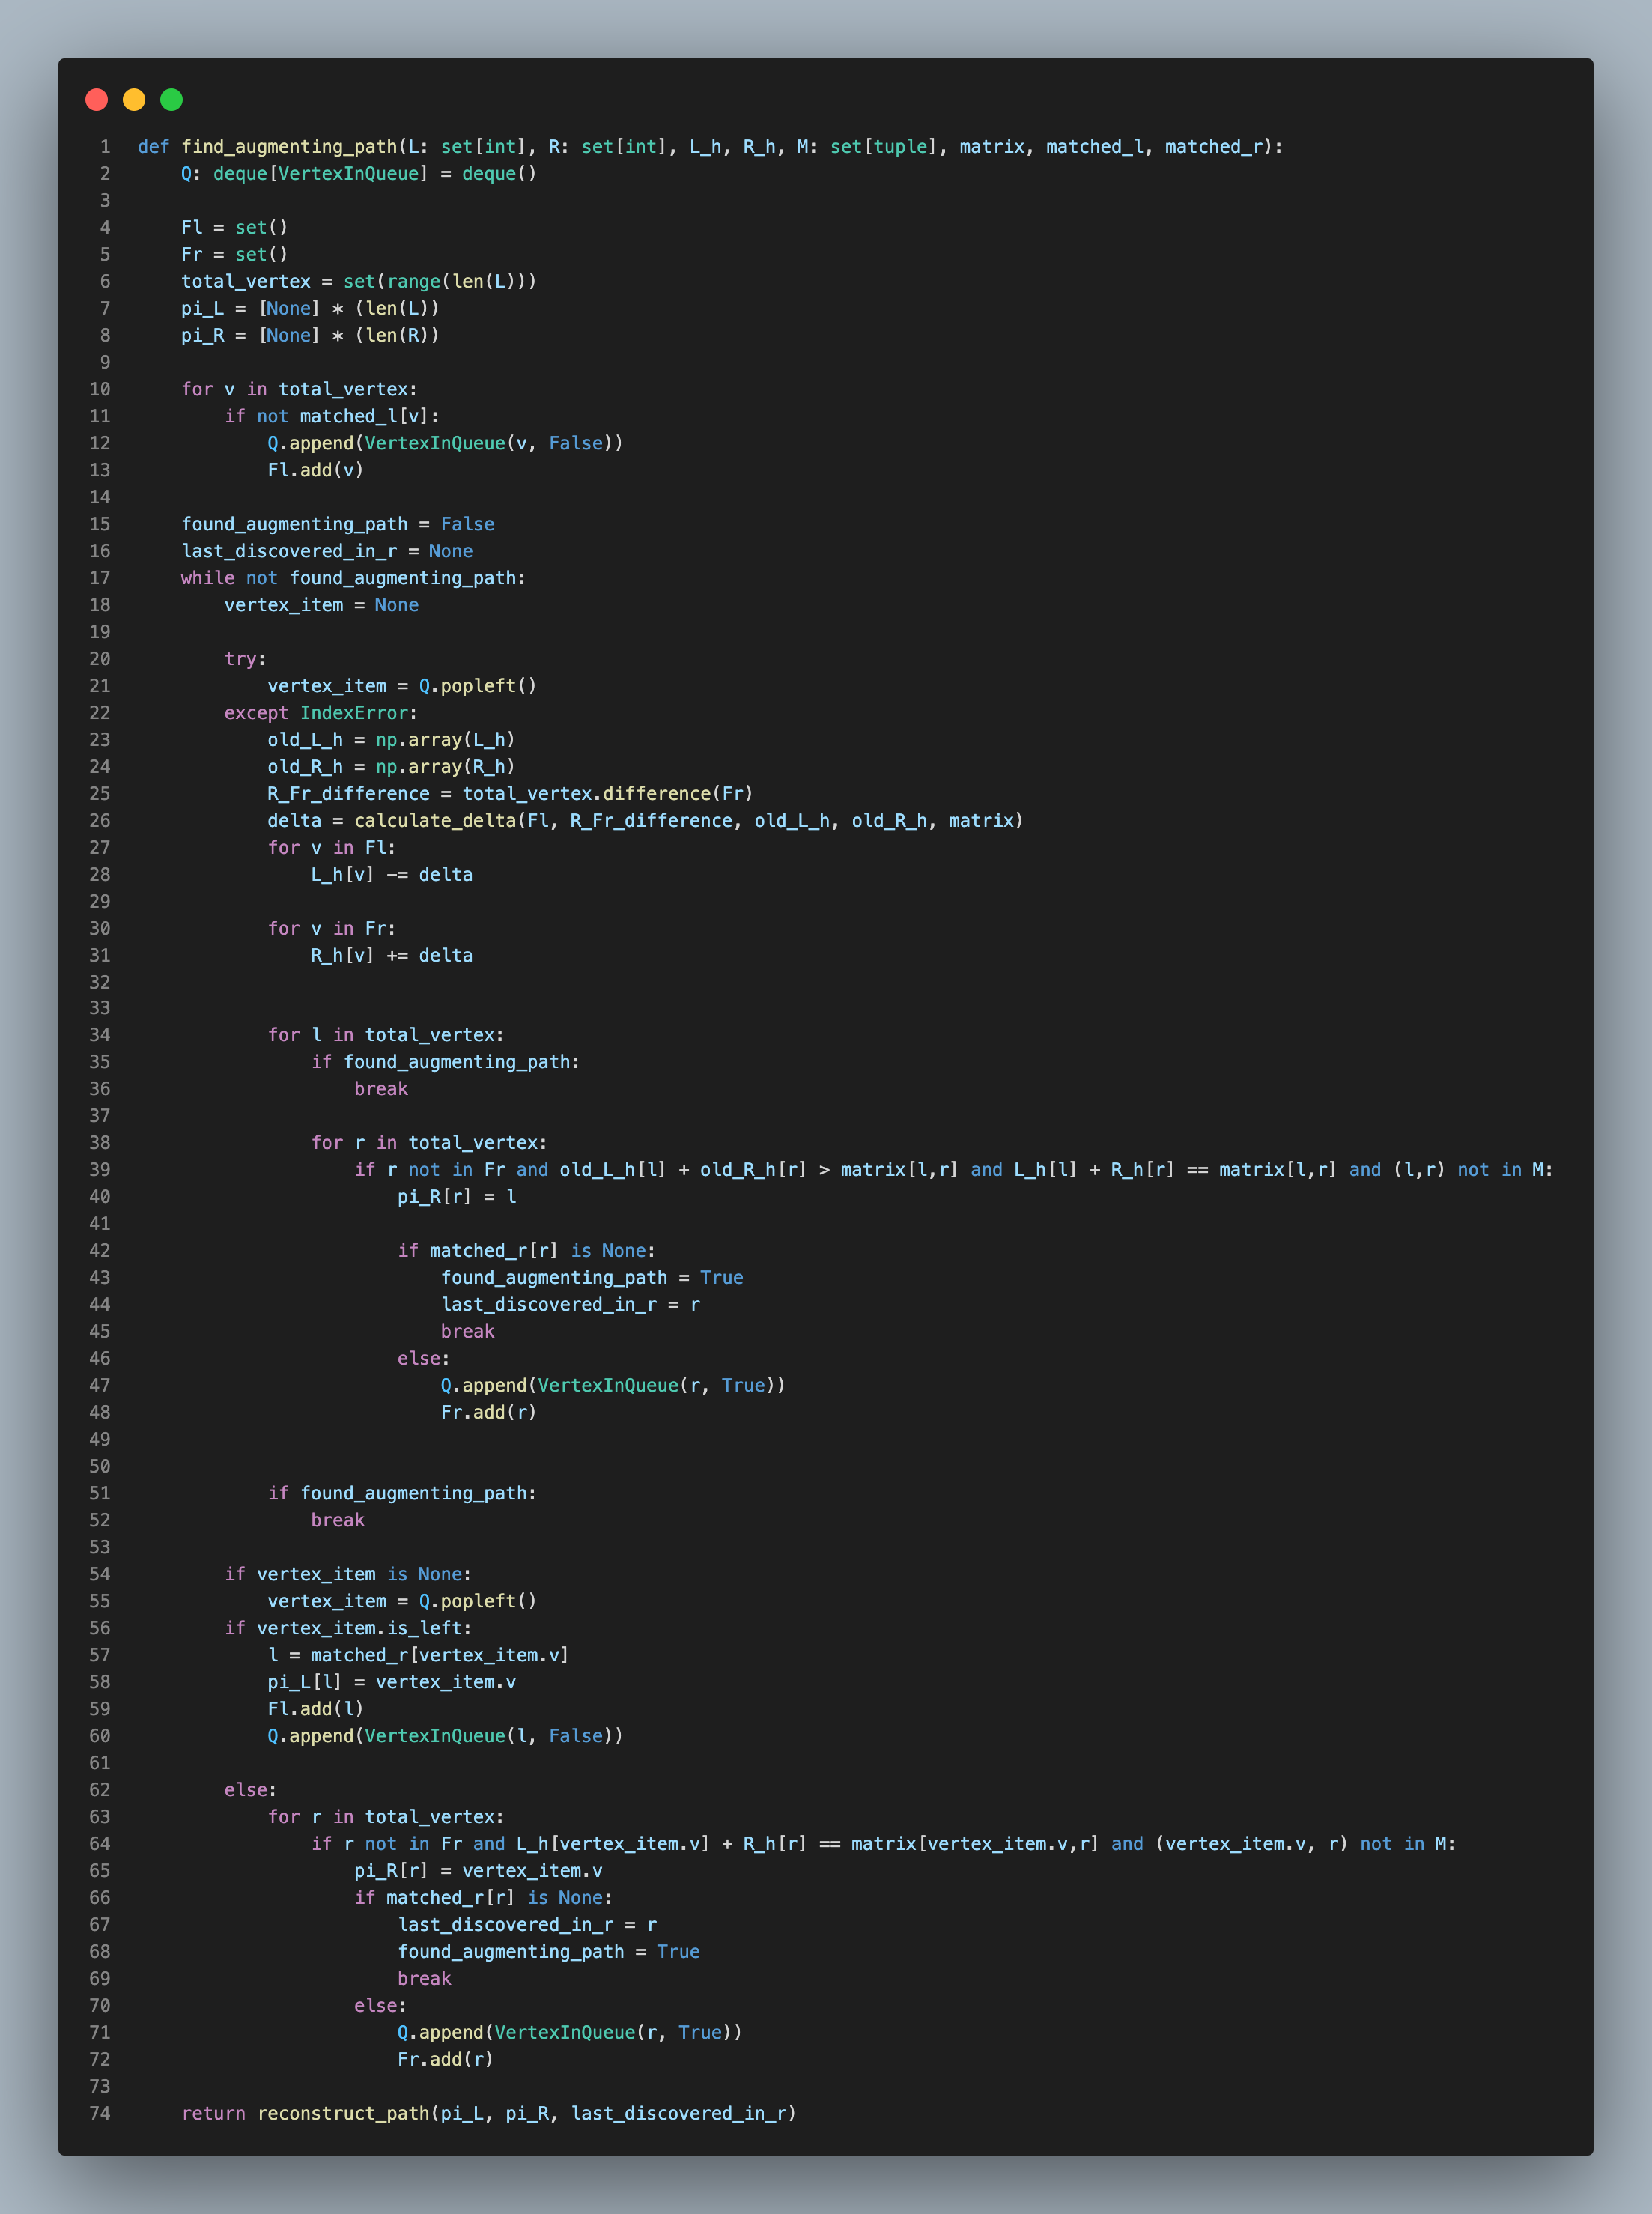 1 def find_augmenting_path(L: set[int], R: set[int], L_h, R_h, M: set[tuple], matrix, matched_l, matched_r):
2     Q: deque[VertexInQueue] = deque()
3
4     Fl = set()
5     Fr = set()
6     total_vertex = set(range(len(L)))
7     pi_L = [None] * (len(L))
8     pi_R = [None] * (len(R))
9
10     for v in total_vertex:
11         if not matched_l[v]:
12             Q.append(VertexInQueue(v, False))
13             Fl.add(v)
14
15     found_augmenting_path = False
16     last_discovered_in_r = None
17     while not found_augmenting_path:
18         vertex_item = None
19
20         try:
21             vertex_item = Q.popleft()
22         except IndexError:
23             old_L_h = np.array(L_h)
24             old_R_h = np.array(R_h)
25             R_Fr_difference = total_vertex.difference(Fr)
26             delta = calculate_delta(Fl, R_Fr_difference, old_L_h, old_R_h, matrix)
27             for v in Fl:
28                 L_h[v] -= delta
29
30             for v in Fr:
31                 R_h[v] += delta
32
33
34             for l in total_vertex:
35                 if found_augmenting_path:
36                     break
37
38                 for r in total_vertex:
39                     if r not in Fr and old_L_h[l] + old_R_h[r] > matrix[l,r] and L_h[l] + R_h[r] == matrix[l,r] and (l,r) not in M:
40                         pi_R[r] = l
41
42                         if matched_r[r] is None:
43                             found_augmenting_path = True
44                             last_discovered_in_r = r
45                             break
46                         else:
47                             Q.append(VertexInQueue(r, True))
48                             Fr.add(r)
49
50
51             if found_augmenting_path:
52                 break
53
54         if vertex_item is None:
55             vertex_item = Q.popleft()
56         if vertex_item.is_left:
57             l = matched_r[vertex_item.v]
58             pi_L[l] = vertex_item.v
59             Fl.add(l)
60             Q.append(VertexInQueue(l, False))
61
62         else:
63             for r in total_vertex:
64                 if r not in Fr and L_h[vertex_item.v] + R_h[r] == matrix[vertex_item.v,r] and (vertex_item.v, r) not in M:
65                     pi_R[r] = vertex_item.v
66                     if matched_r[r] is None:
67                         last_discovered_in_r = r
68                         found_augmenting_path = True
69                         break
70                     else:
71                         Q.append(VertexInQueue(r, True))
72                         Fr.add(r)
73
74     return reconstruct_path(pi_L, pi_R, last_discovered_in_r)